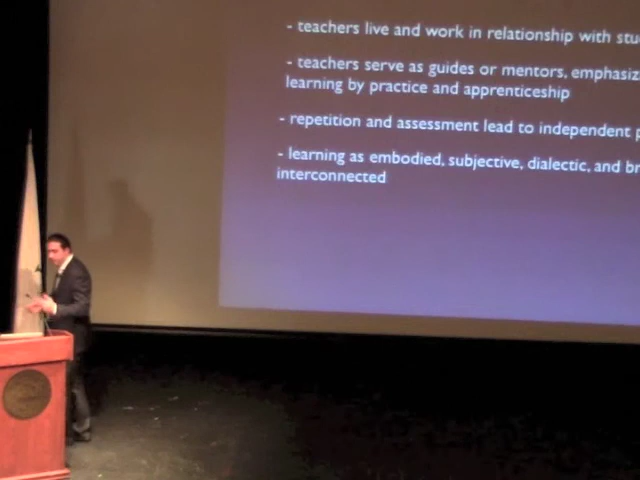 - teachers live and work in relationship with
- teachers serve as guides or mentors,
learning by practice and apprenticeship
- repetition and assessment lead to independent
- learning as embodied, subjective, dialectic, and
interconnected